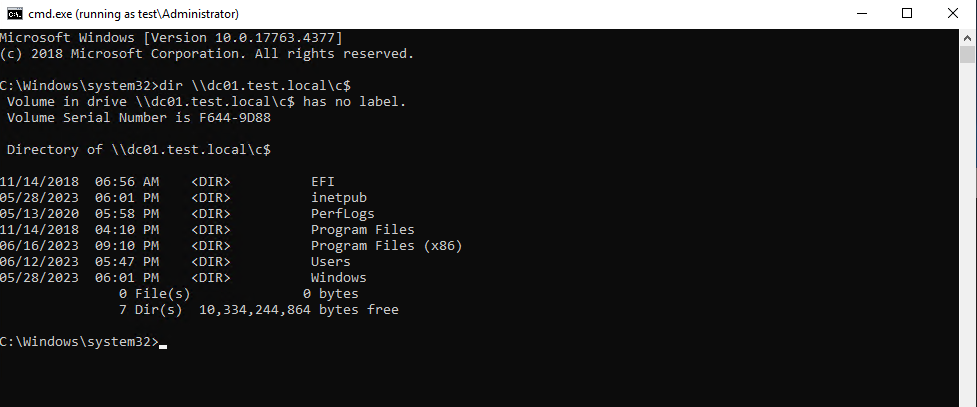 cmd.exe (running as test\Administrator)
Microsoft Windows [Version 10.0.17763.4377]
(c) 2018 Microsoft Corporation. All rights reserved.
C:\Windows\system32>dir \\dc01.test.local\c$
 Volume in drive \\dc01.test.local\c$ has no label.
 Volume Serial Number is F644-9D88
 Directory of \\dc01.test.local\c$
11/14/2018  06:56 AM    <DIR>          EFI
05/28/2023  06:01 PM    <DIR>          inetpub
05/13/2020  05:58 PM    <DIR>          PerfLogs
11/14/2018  04:10 PM    <DIR>          Program Files
06/16/2023  09:10 PM    <DIR>          Program Files (x86)
06/12/2023  05:47 PM    <DIR>          Users
05/28/2023  06:01 PM    <DIR>          Windows
               0 File(s)              0 bytes
               7 Dir(s)  10,334,244,864 bytes free
C:\Windows\system32>